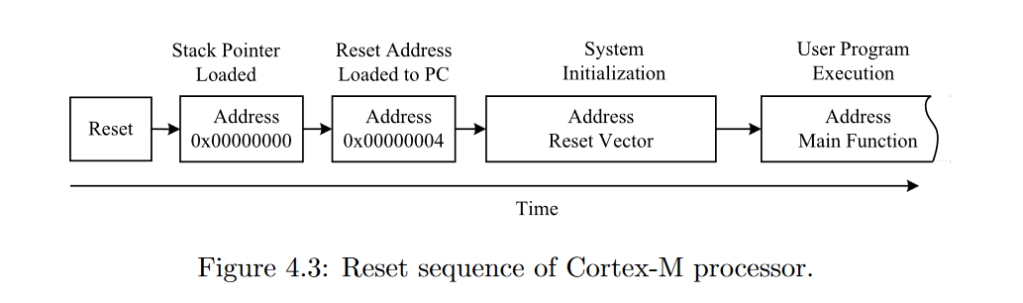 Stack Pointer
Loaded
Reset Address
Loaded to PC
System
Initialization
User Program
Execution
Reset
Address
0x00000000
Address
0x00000004
Address
Reset Vector
Address
Main Function
Time
Figure 4.3: Reset sequence of Cortex-M processor.